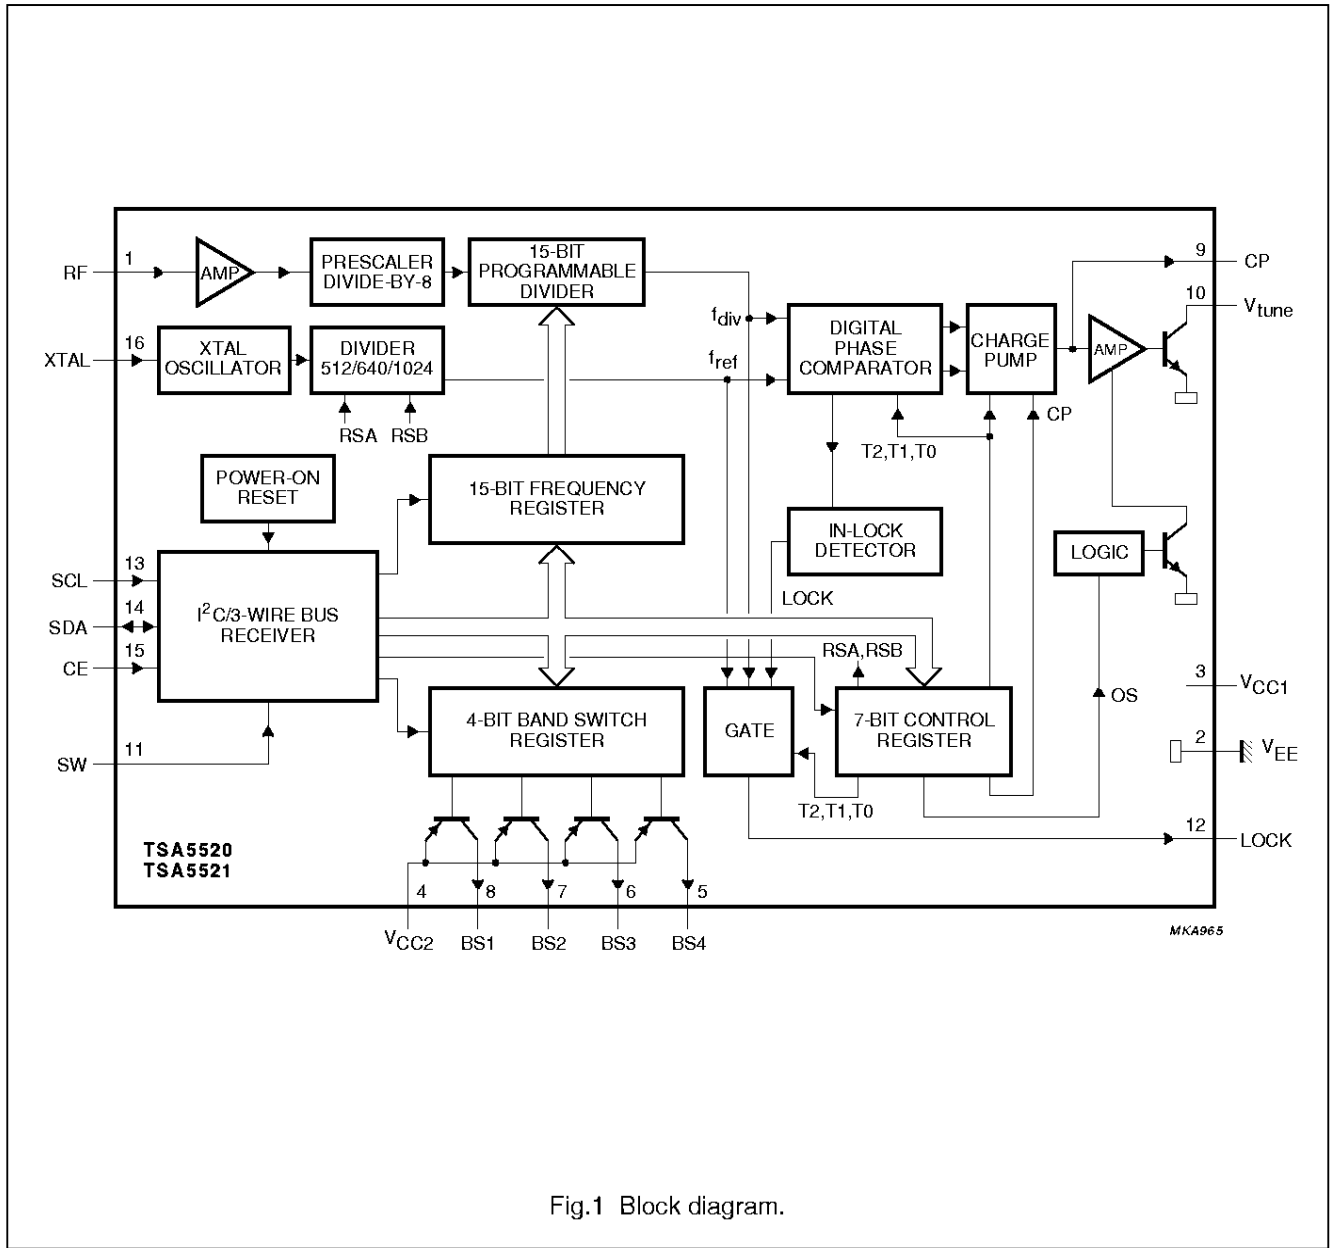 RF
1
AMP
PRESCALER
DIVIDE-BY-8
15-BIT
PROGRAMMABLE
DIVIDER
9
CP
10
Vtune
XTAL
16
XTAL
OSCILLATOR
DIVIDER
512/640/1024
fdiv
fref
DIGITAL
PHASE
COMPARATOR
CHARGE
PUMP
AMP
RSA
RSB
T2,T1,T0
CP
POWER-ON
RESET
15-BIT FREQUENCY
REGISTER
IN-LOCK
DETECTOR
LOGIC
SCL
13
SDA
14
CE
15
I2C/3-WIRE BUS
RECEIVER
LOCK
RSA,RSB
3
VCC1
4-BIT BAND SWITCH
REGISTER
GATE
7-BIT CONTROL
REGISTER
OS
2
VEE
SW
11
T2,T1,T0
12
LOCK
TSA5520
TSA5521
4
8
7
6
5
VCC2
BS1
BS2
BS3
BS4
MKA965
Fig.1 Block diagram.